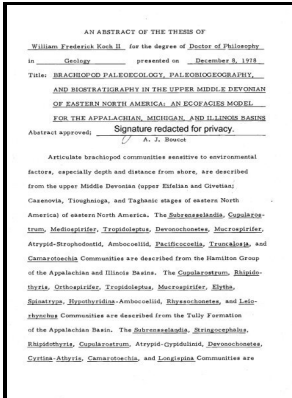 AN ABSTRACT OF THE THESIS OF
William Frederick Koch II for the degree of Doctor of Philosophy
in Geology presented on December 8, 1978
Title: BRACHIOPOD PALEOECOLOGY, PALEOBIOGEOGRAPHY,
AND BIOSTRATIGRAPHY IN THE UPPER MIDDLE DEVONIAN
OF EASTERN NORTH AMERICA: AN ECOFACIES MODEL
FOR THE APPALACHIAN, MICHIGAN, AND ILLINOIS BASINS
Abstract approved: Signature redacted for privacy.
A. J. Boucot
Articulate brachiopod communities sensitive to environmental
factors, especially depth and distance from shore, are described
from the upper Middle Devonian (upper Eifelian and Givetian;
Cazenovia, Tioughnioga, and Taghanic stages of eastern North
America) of eastern North America. The Subrensselandia, Cupularos-
trum, Mediospirifer, Tropidoleptus, Devonochonetes, Mucrospirifer,
Atrypid-Strophodontid, Ambocoeliid, Pacificocoelia, Truncalosia, and
Camarotoechia Communities are described from the Hamilton Group
of the Appalachian and Illinois Basins. The Cupularostrum, Rhipido-
thyris, Orthospirifer, Tropidoleptus, Mucrospirifer, Elytha,
Spinatrypa, Hypothyridina-Ambocoeliid, Rhyssochonetes, and Leio-
rhynchus Communities are described from the Tully Formation
of the Appalachian Basin. The Subrensselandia, Stringocephalus,
Rhipidothyris, Cupularostrum, Atrypid-Gypidulinid, Devonochonetes,
Cyrtina-Athyris, Camarotoechia, and Longispina Communities are